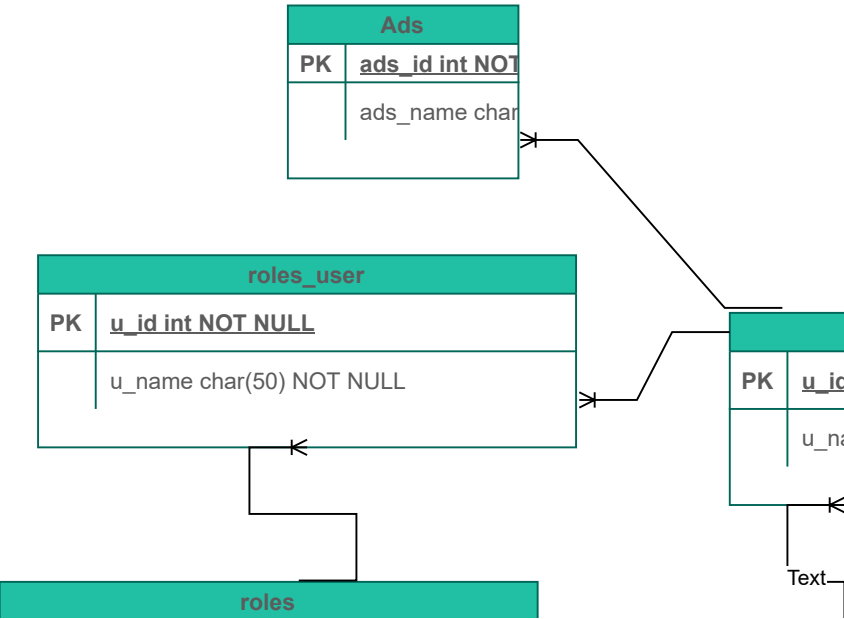 Ads
PK ads_id int NOT
ads_name char
roles_user
PK u_id int NOT NULL
u_name char(50) NOT NULL
PK u_id
u_na
Text
roles